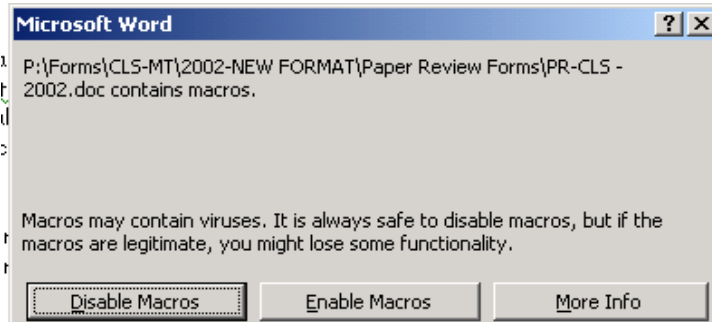 Microsoft Word
P:\Forms\CLS-MT\2002-NEW FORMAT\Paper Review Forms\PR-CLS -
2002.doc contains macros.
Macros may contain viruses. It is always safe to disable macros, but if the
macros are legitimate, you might lose some functionality.
Disable Macros Enable Macros More Info